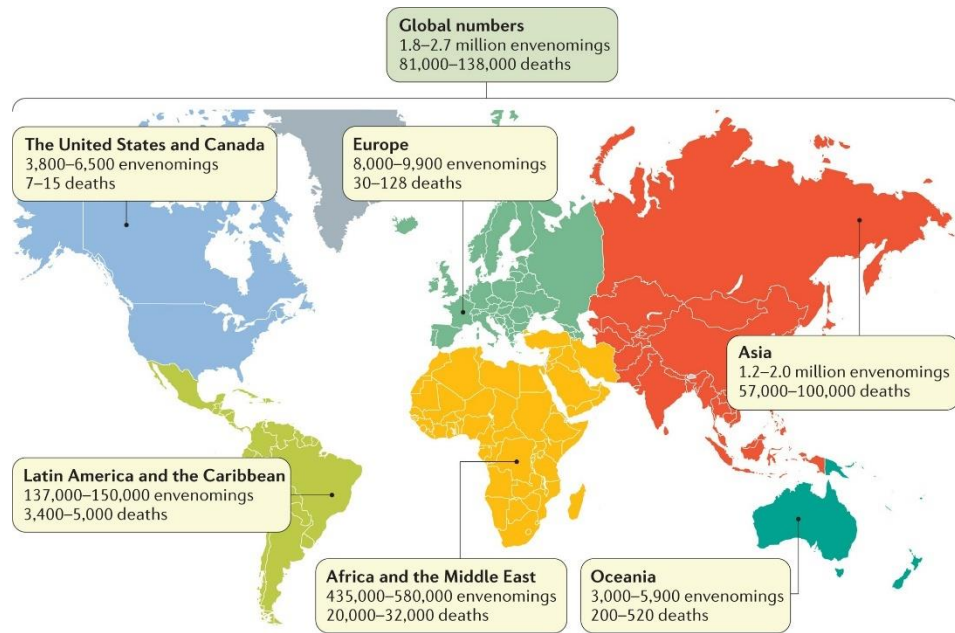 Global numbers
1.8–2.7 million envenomings
81,000–138,000 deaths
The United States and Canada
3,800–6,500 envenomings
7–15 deaths
Europe
8,000–9,900 envenomings
30–128 deaths
Asia
1.2–2.0 million envenomings
57,000–100,000 deaths
Latin America and the Caribbean
137,000–150,000 envenomings
3,400–5,000 deaths
Africa and the Middle East
435,000–580,000 envenomings
20,000–32,000 deaths
Oceania
3,000–5,900 envenomings
200–520 deaths